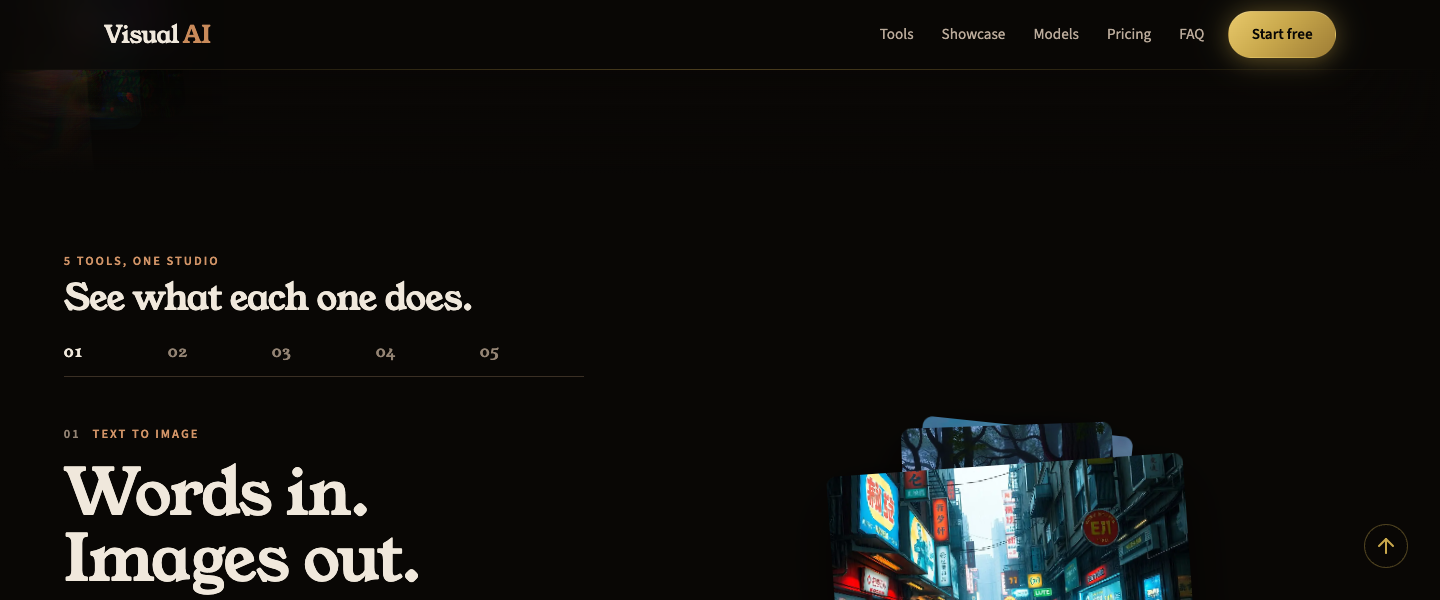 Visual AI
Tools
Showcase
Models
Pricing
FAQ
Start free
5 TOOLS, ONE STUDIO
See what each one does.
01
02
03
04
05
01 TEXT TO IMAGE
Words in.
Images out.